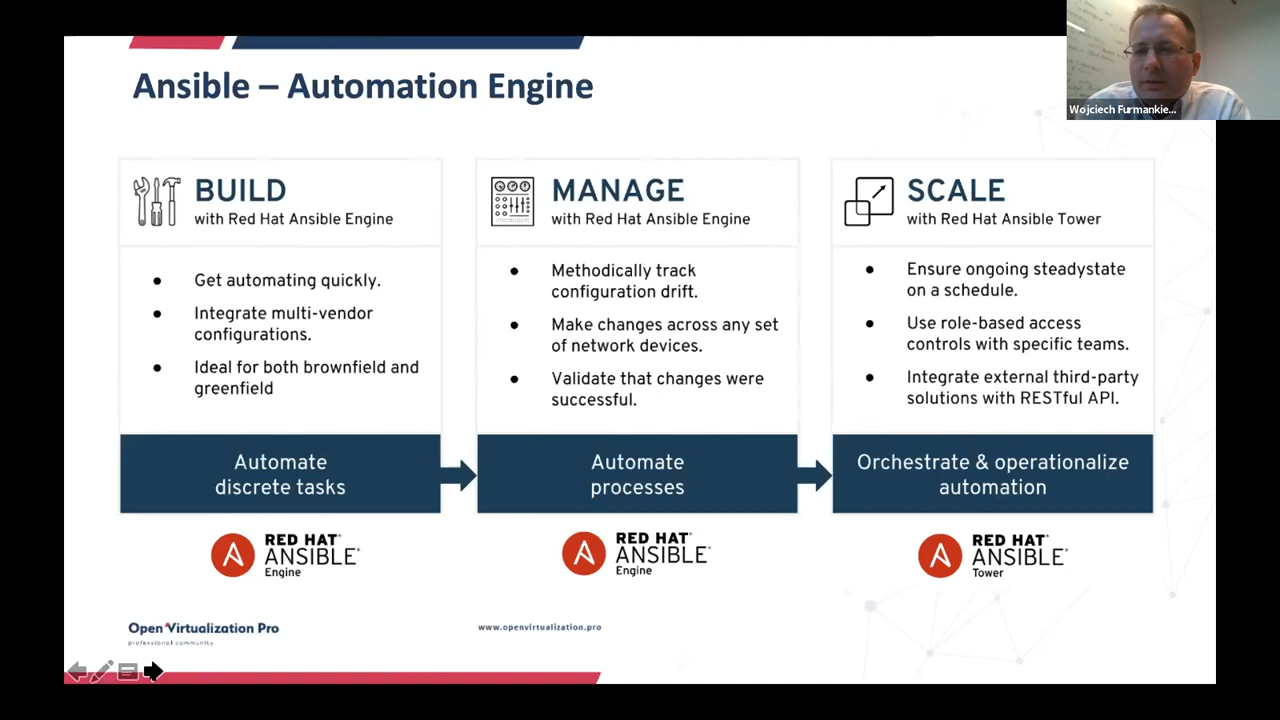 Ansible – Automation Engine
Wojciech Furmankie...
BUILD
with Red Hat Ansible Engine
● Get automating quickly.
● Integrate multi-vendor
configurations.
● Ideal for both brownfield and
greenfield
Automate
discrete tasks
RED HAT®
ANSIBLE®
Engine
MANAGE
with Red Hat Ansible Engine
● Methodically track
configuration drift.
● Make changes across any set
of network devices.
● Validate that changes were
successful.
Automate
processes
RED HAT®
ANSIBLE®
Engine
SCALE
with Red Hat Ansible Tower
● Ensure ongoing steadystate
on a schedule.
● Use role-based access
controls with specific teams.
● Integrate external third-party
solutions with RESTful API.
Orchestrate & operationalize
automation
RED HAT®
ANSIBLE®
Tower
Open Virtualization Pro
professional community
www.openvirtualization.pro